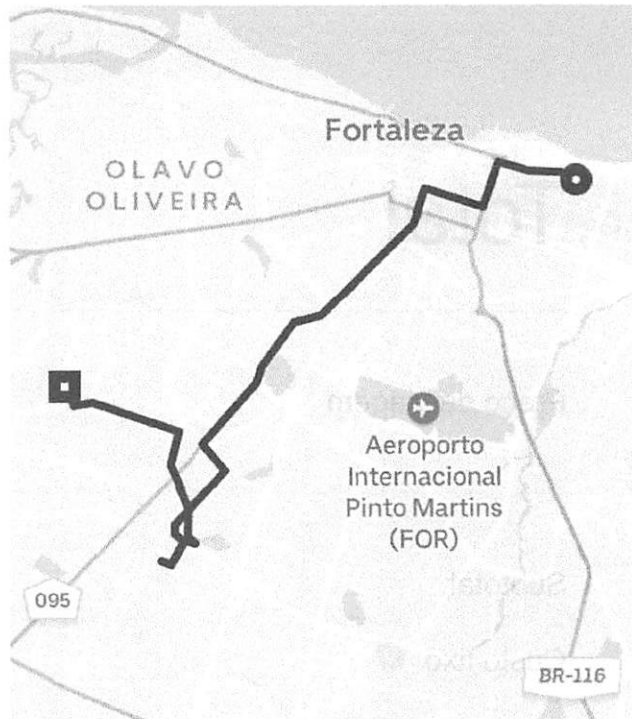 Fortaleza
OLAVO
OLIVEIRA
Aeroporto
Internacional
Pinto Martins
(FOR)
095
BR-116